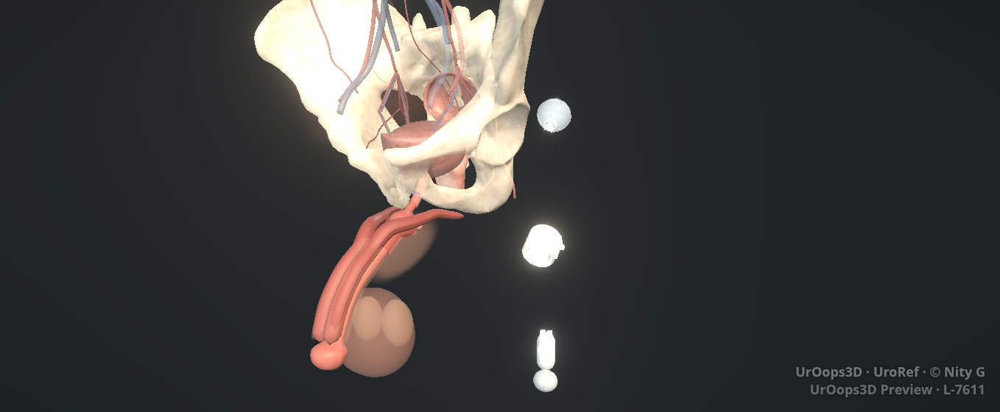 UrOops3D · UroRef · © Nity G
UrOops3D Preview · L-7611